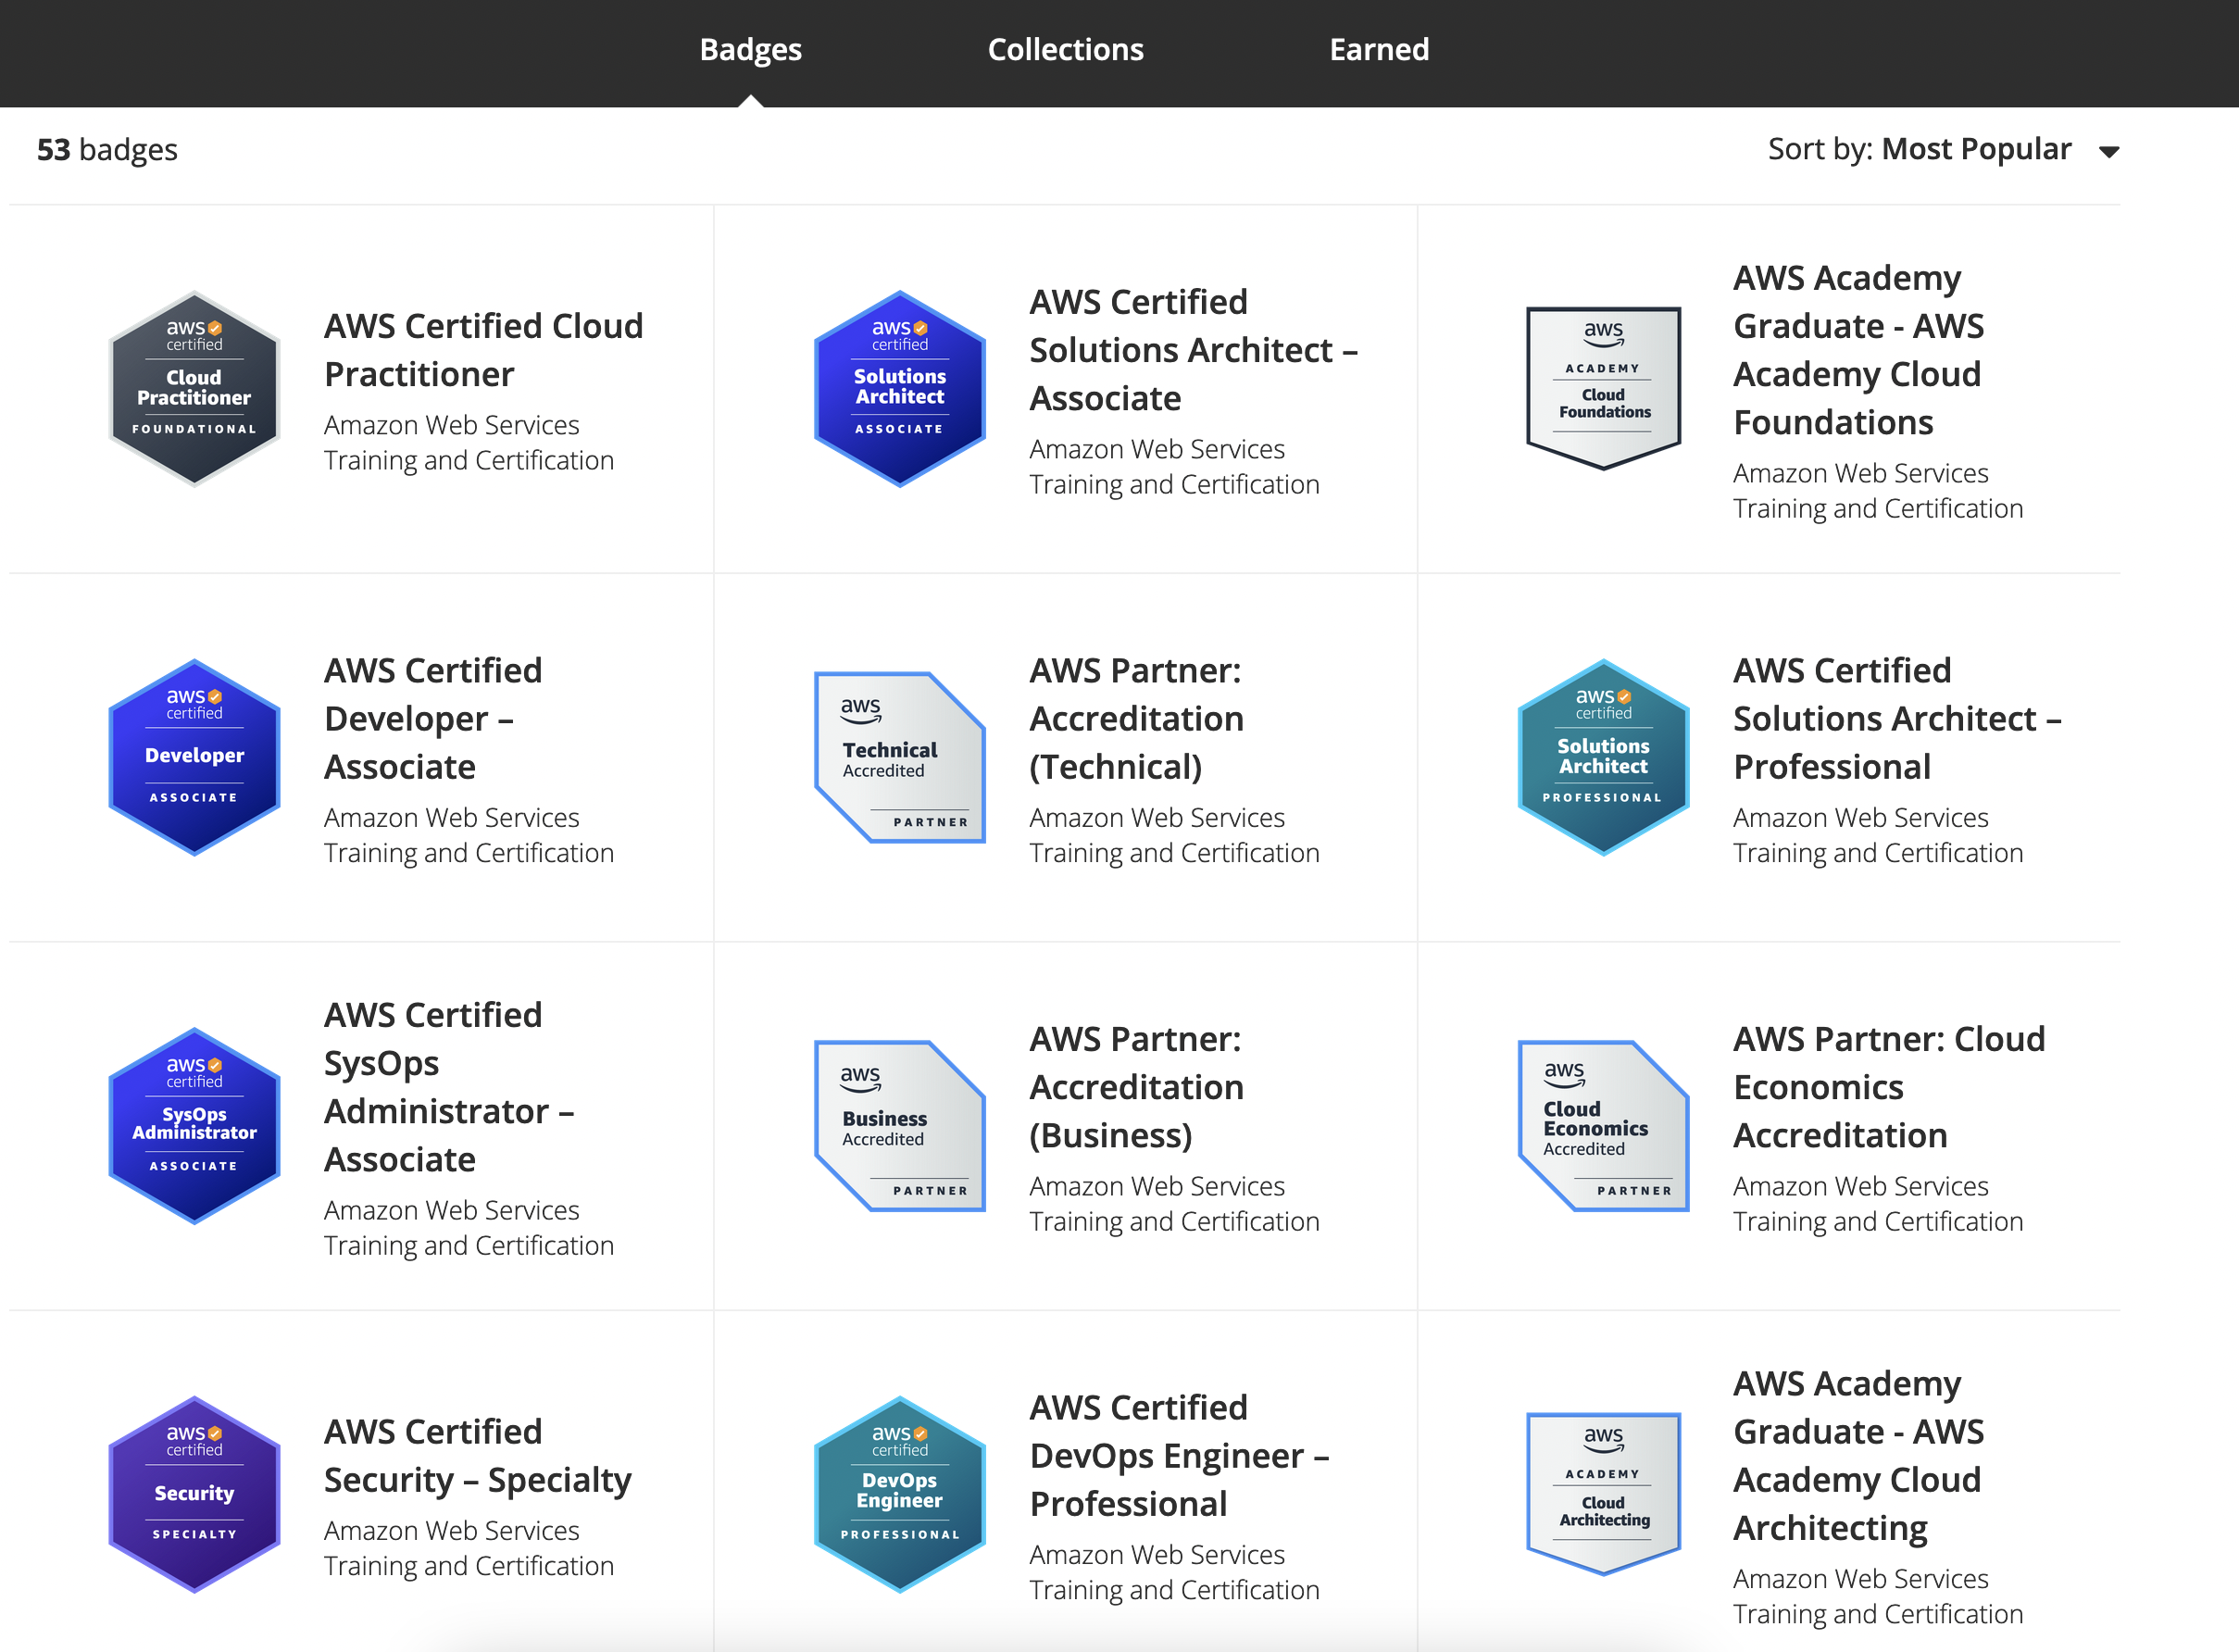 Badges Collections Earned
53 badges
Sort by: Most Popular
aws
certified
Cloud
Practitioner
FOUNDATIONAL
AWS Certified Cloud
Practitioner
Amazon Web Services
Training and Certification
aws
certified
Solutions
Architect
ASSOCIATE
AWS Certified
Solutions Architect –
Associate
Amazon Web Services
Training and Certification
aws
ACADEMY
Cloud
Foundations
AWS Academy
Graduate - AWS
Academy Cloud
Foundations
Amazon Web Services
Training and Certification
aws
certified
Developer
ASSOCIATE
AWS Certified
Developer –
Associate
Amazon Web Services
Training and Certification
aws
Technical
Accredited
PARTNER
AWS Partner:
Accreditation
(Technical)
Amazon Web Services
Training and Certification
aws
certified
Solutions
Architect
PROFESSIONAL
AWS Certified
Solutions Architect –
Professional
Amazon Web Services
Training and Certification
aws
certified
SysOps
Administrator
ASSOCIATE
AWS Certified
SysOps
Administrator –
Associate
Amazon Web Services
Training and Certification
aws
Business
Accredited
PARTNER
AWS Partner:
Accreditation
(Business)
Amazon Web Services
Training and Certification
aws
Cloud
Economics
Accredited
PARTNER
AWS Partner: Cloud
Economics
Accreditation
Amazon Web Services
Training and Certification
aws
certified
Security
SPECIALTY
AWS Certified
Security – Specialty
Amazon Web Services
Training and Certification
aws
certified
DevOps
Engineer
PROFESSIONAL
AWS Certified
DevOps Engineer –
Professional
Amazon Web Services
Training and Certification
aws
ACADEMY
Cloud
Architecting
AWS Academy
Graduate - AWS
Academy Cloud
Architecting
Amazon Web Services
Training and Certification